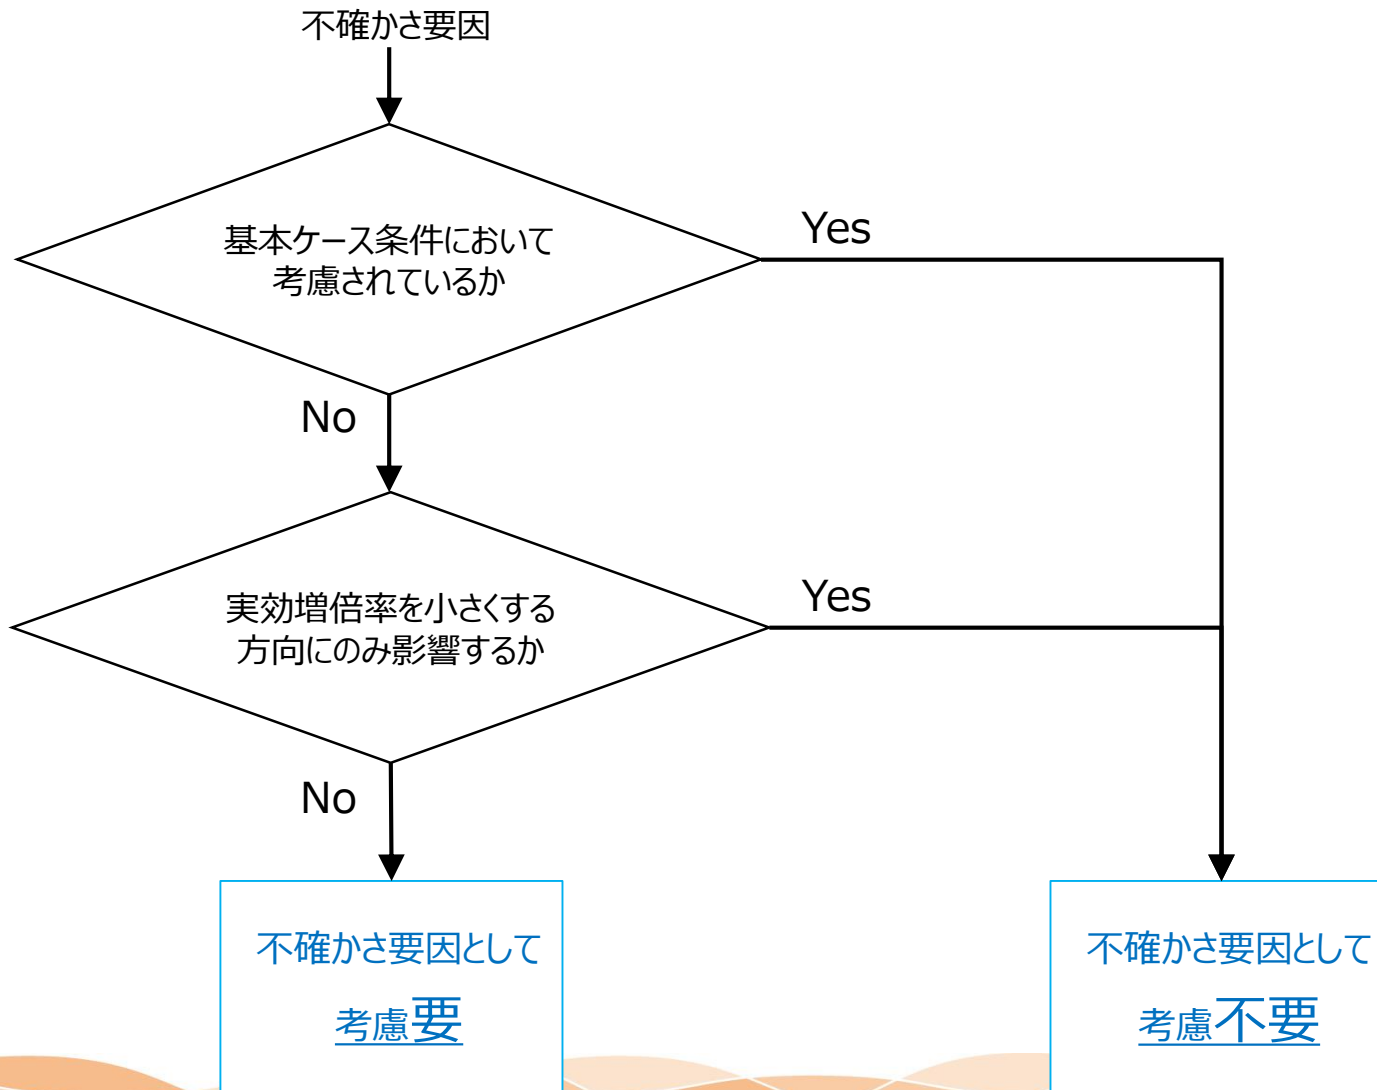 不確かさ要因
基本ケース条件において
考慮されているか
Yes
No
実効増倍率を小さくする
方向にのみ影響するか
Yes
No
不確かさ要因として
考慮要
不確かさ要因として
考慮不要